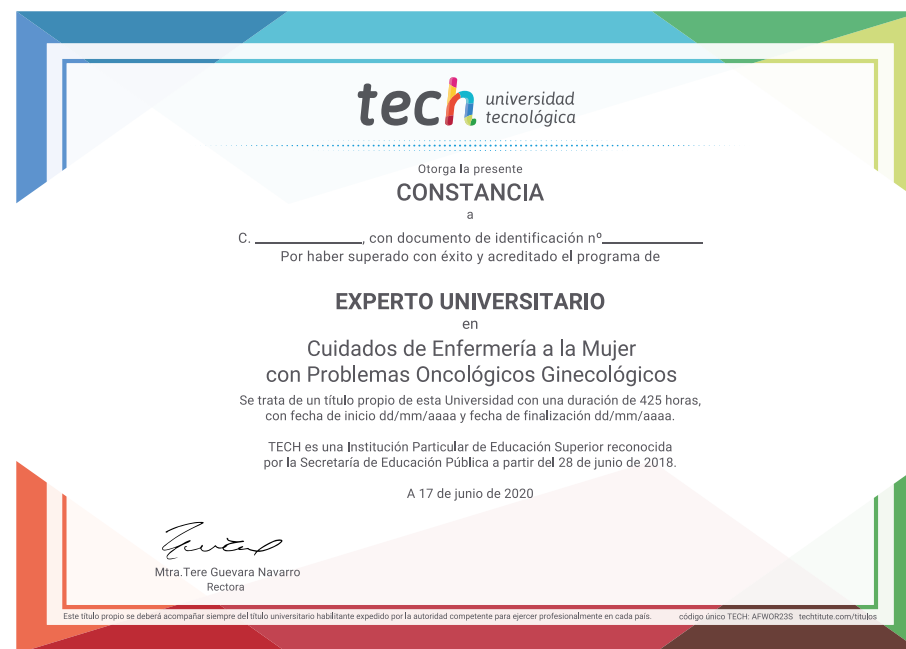 tech universidad
tecnológica
Otorga la presente
CONSTANCIA
a
C. ______________, con documento de identificación nº_____________
Por haber superado con éxito y acreditado el programa de
EXPERTO UNIVERSITARIO
en
Cuidados de Enfermería a la Mujer
con Problemas Oncológicos Ginecológicos
Se trata de un título propio de esta Universidad con una duración de 425 horas,
con fecha de inicio dd/mm/aaaa y fecha de finalización dd/mm/aaaa.
TECH es una Institución Particular de Educación Superior reconocida
por la Secretaría de Educación Pública a partir del 28 de junio de 2018.
A 17 de junio de 2020
Mtra.Tere Guevara Navarro
Rectora
Este título propio se deberá acompañar siempre del título universitario habilitante expedido por la autoridad competente para ejercer profesionalmente en cada país. código único TECH: AFWOR23S techtitute.com/titulos